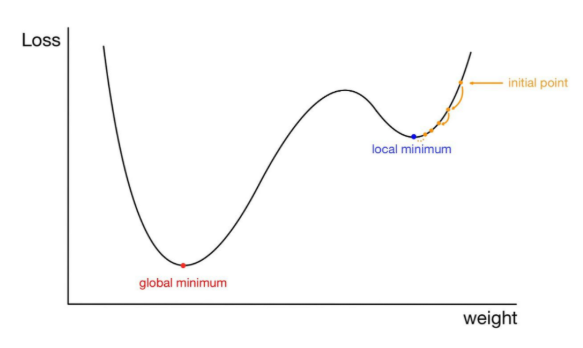 Loss
initial point
local minimum
global minimum
weight